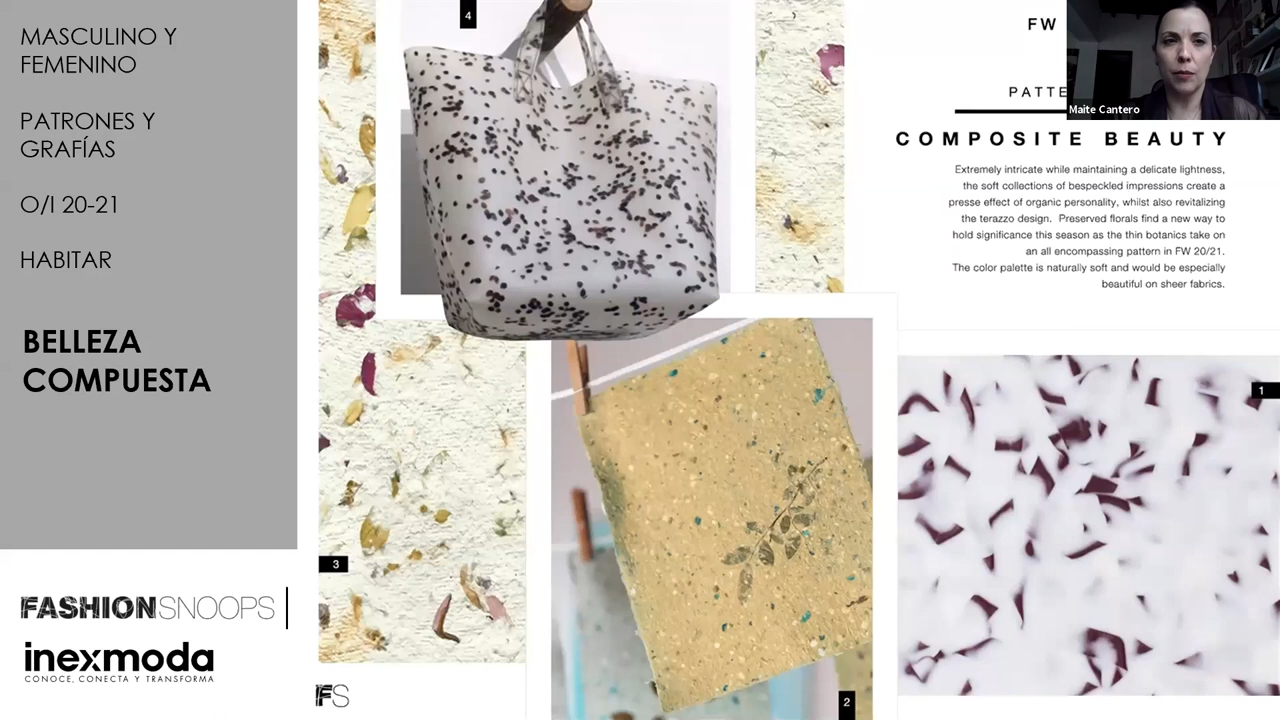 MASCULINO Y
FEMENINO
PATRONES Y
GRAFÍAS
O/I 20-21
HABITAR
BELLEZA
COMPUESTA
FASHIONSNOOPS
inexmoda
CONOCE, CONECTA Y TRANSFORMA
4
3
FS
2
FW
PATTE
Maite Cantero
COMPOSITE BEAUTY
Extremely intricate while maintaining a delicate lightness,
the soft collections of bespeckled impressions create a
presse effect of organic personality, whilst also revitalizing
the terazzo design. Preserved florals find a new way to
hold significance this season as the thin botanics take on
an all encompassing pattern in FW 20/21.
The color palette is naturally soft and would be especially
beautiful on sheer fabrics.
1